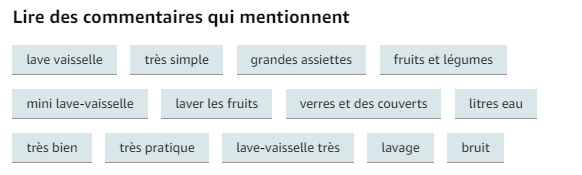 Lire des commentaires qui mentionnent
lave vaisselle très simple grandes assiettes fruits et légumes
mini lave-vaisselle laver les fruits verres et des couverts litres eau
très bien très pratique lave-vaisselle très lavage bruit